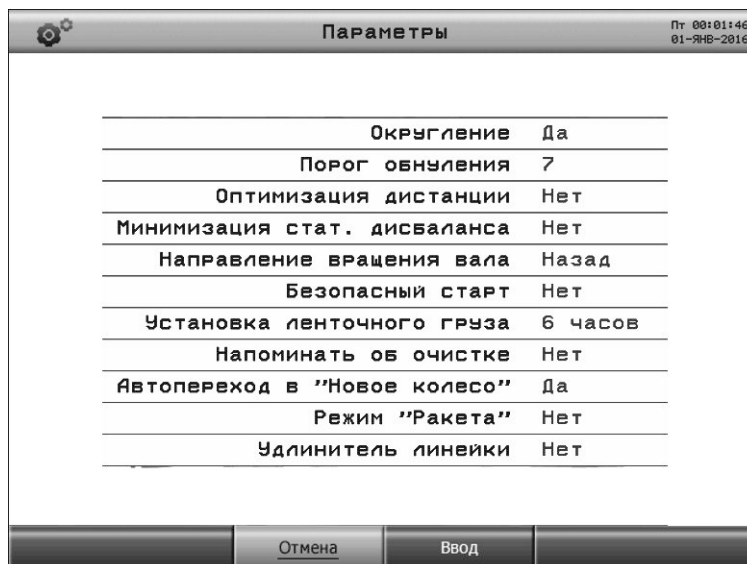 Параметры
Пт 00:01:46
01-ЯНВ-2016
Округление Да
Порог обнуления 7
Оптимизация дистанции Нет
Минимизация стат. дисбаланса Нет
Направление вращения вала Назад
Безопасный старт Нет
Установка ленточного груза 6 часов
Напоминать об очистке Нет
Автопереход в "Новое колесо" Да
Режим "Ракета" Нет
Удлинитель линейки Нет
Отмена Ввод